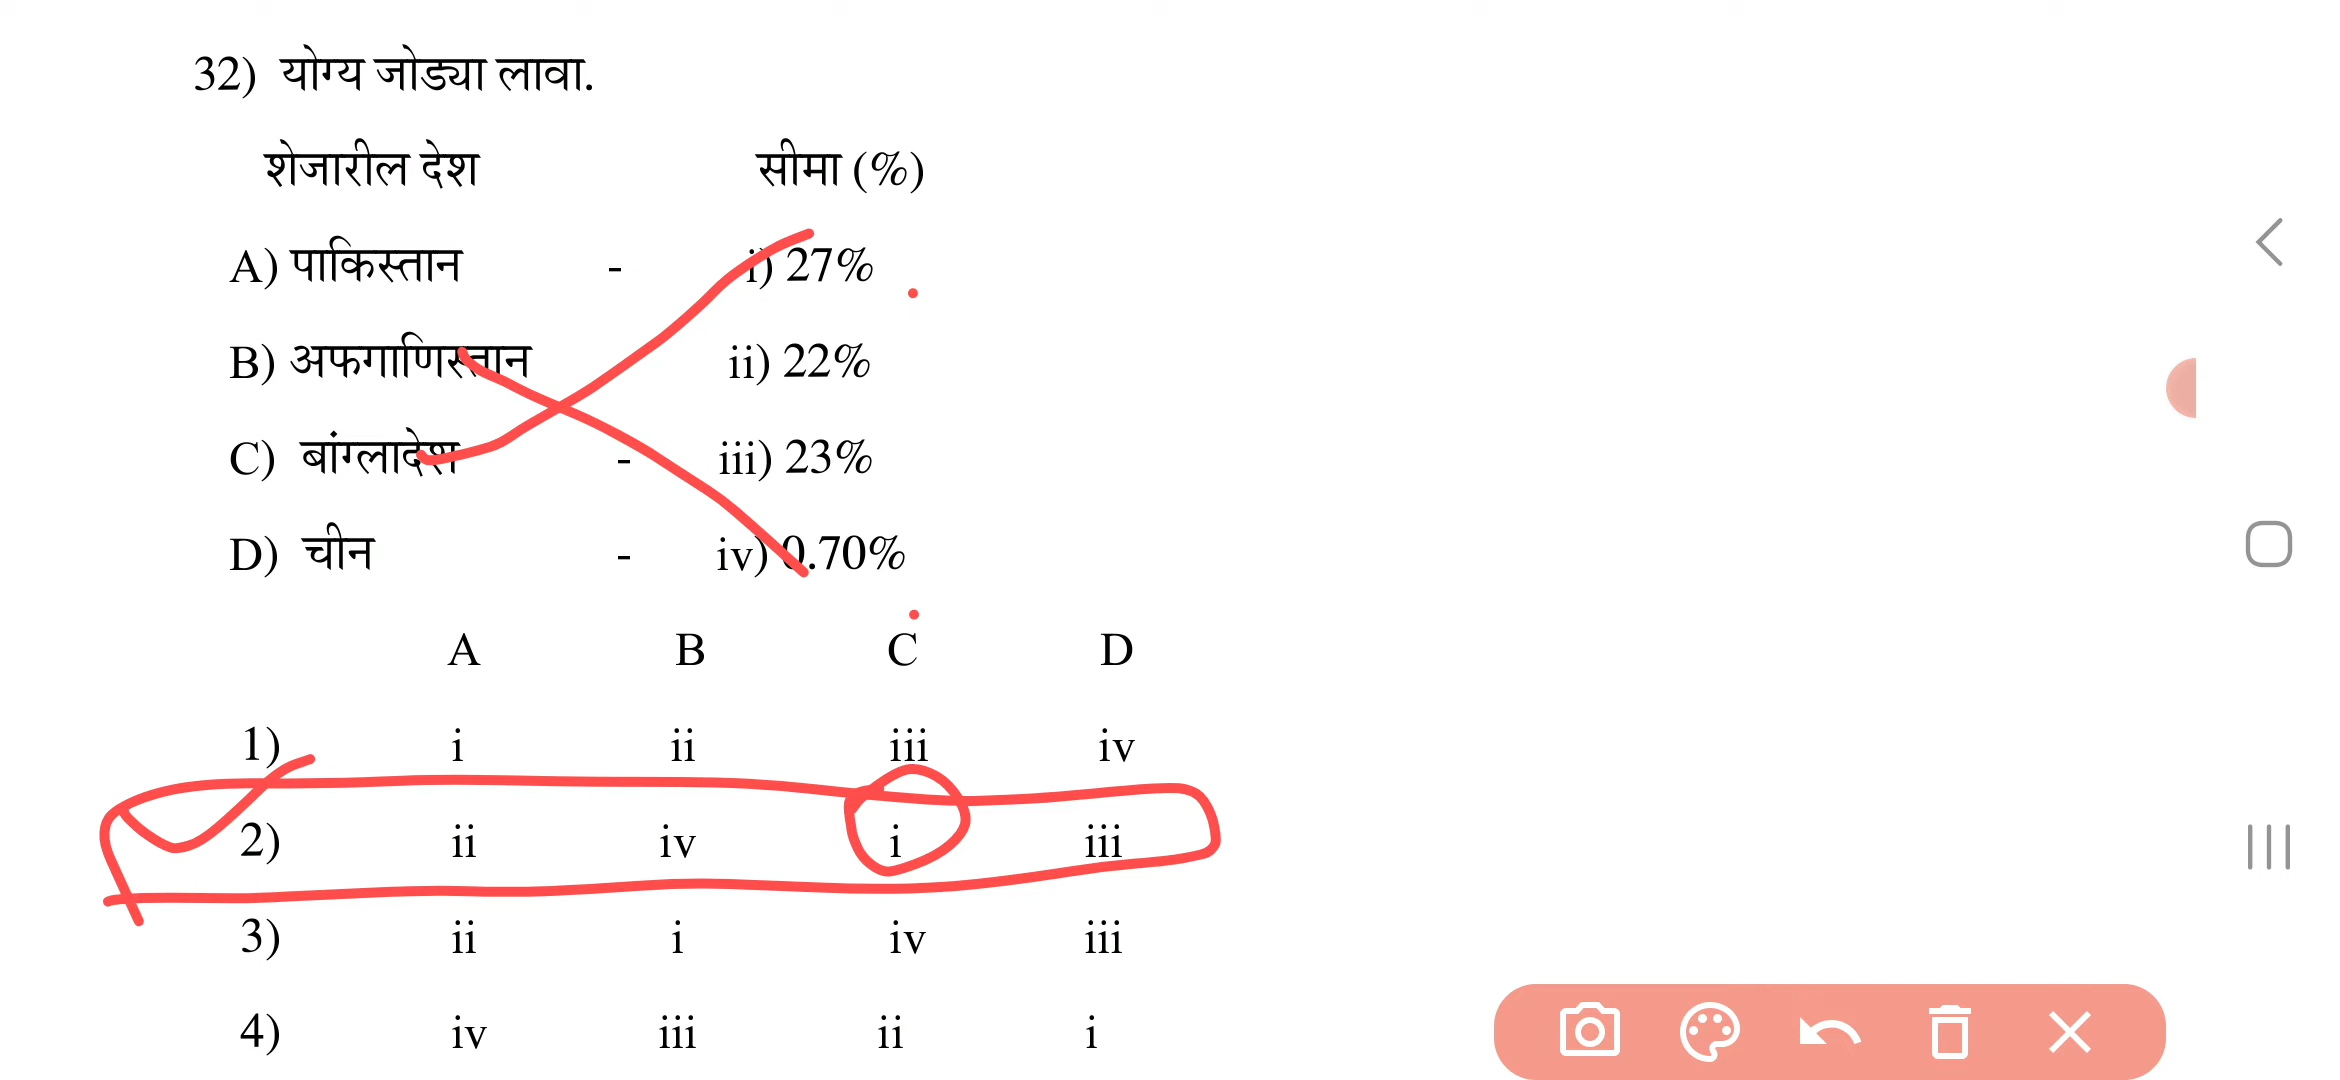 32) योग्य जोड्या लावा.
शेजारील देश सीमा (%)
A) पाकिस्तान - i) 27%
B) अफगाणिस्तान ii) 22%
C) बांग्लादेश - iii) 23%
D) चीन - iv) 0.70%
A B C D
1) i ii iii iv
2) ii iv i iii
3) ii i iv iii
4) iv iii ii i